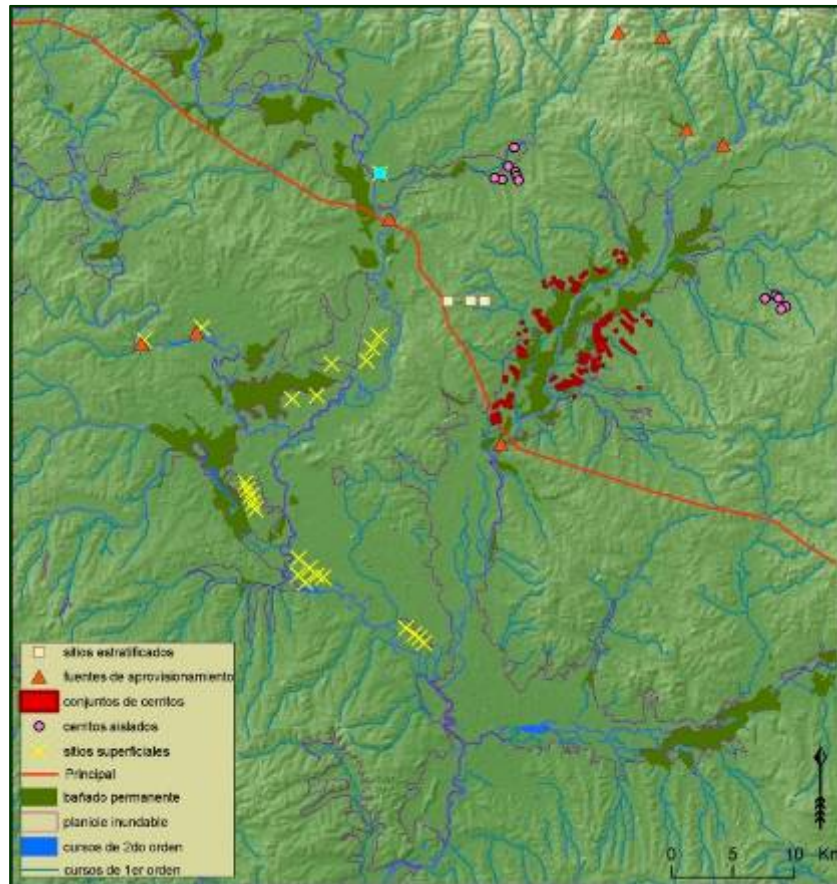 sitios estratificados
fuentes de aprovisionamiento
conjuntos de cerritos
cerritos aislados
sitios superficiales
Principal
bañado permanente
planicie inundable
cursos de 2do orden
cursos de 1er orden
0 5 10 Km